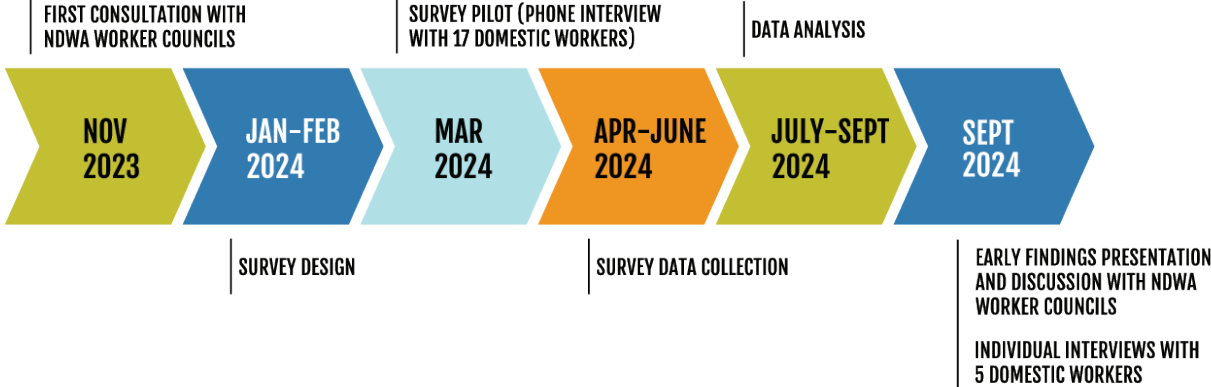 FIRST CONSULTATION WITH
NDWA WORKER COUNCILS
SURVEY PILOT (PHONE INTERVIEW
WITH 17 DOMESTIC WORKERS)
DATA ANALYSIS
NOV
2023
JAN–FEB
2024
MAR
2024
APR–JUNE
2024
JULY–SEPT
2024
SEPT
2024
SURVEY DESIGN
SURVEY DATA COLLECTION
EARLY FINDINGS PRESENTATION
AND DISCUSSION WITH NDWA
WORKER COUNCILS
INDIVIDUAL INTERVIEWS WITH
5 DOMESTIC WORKERS